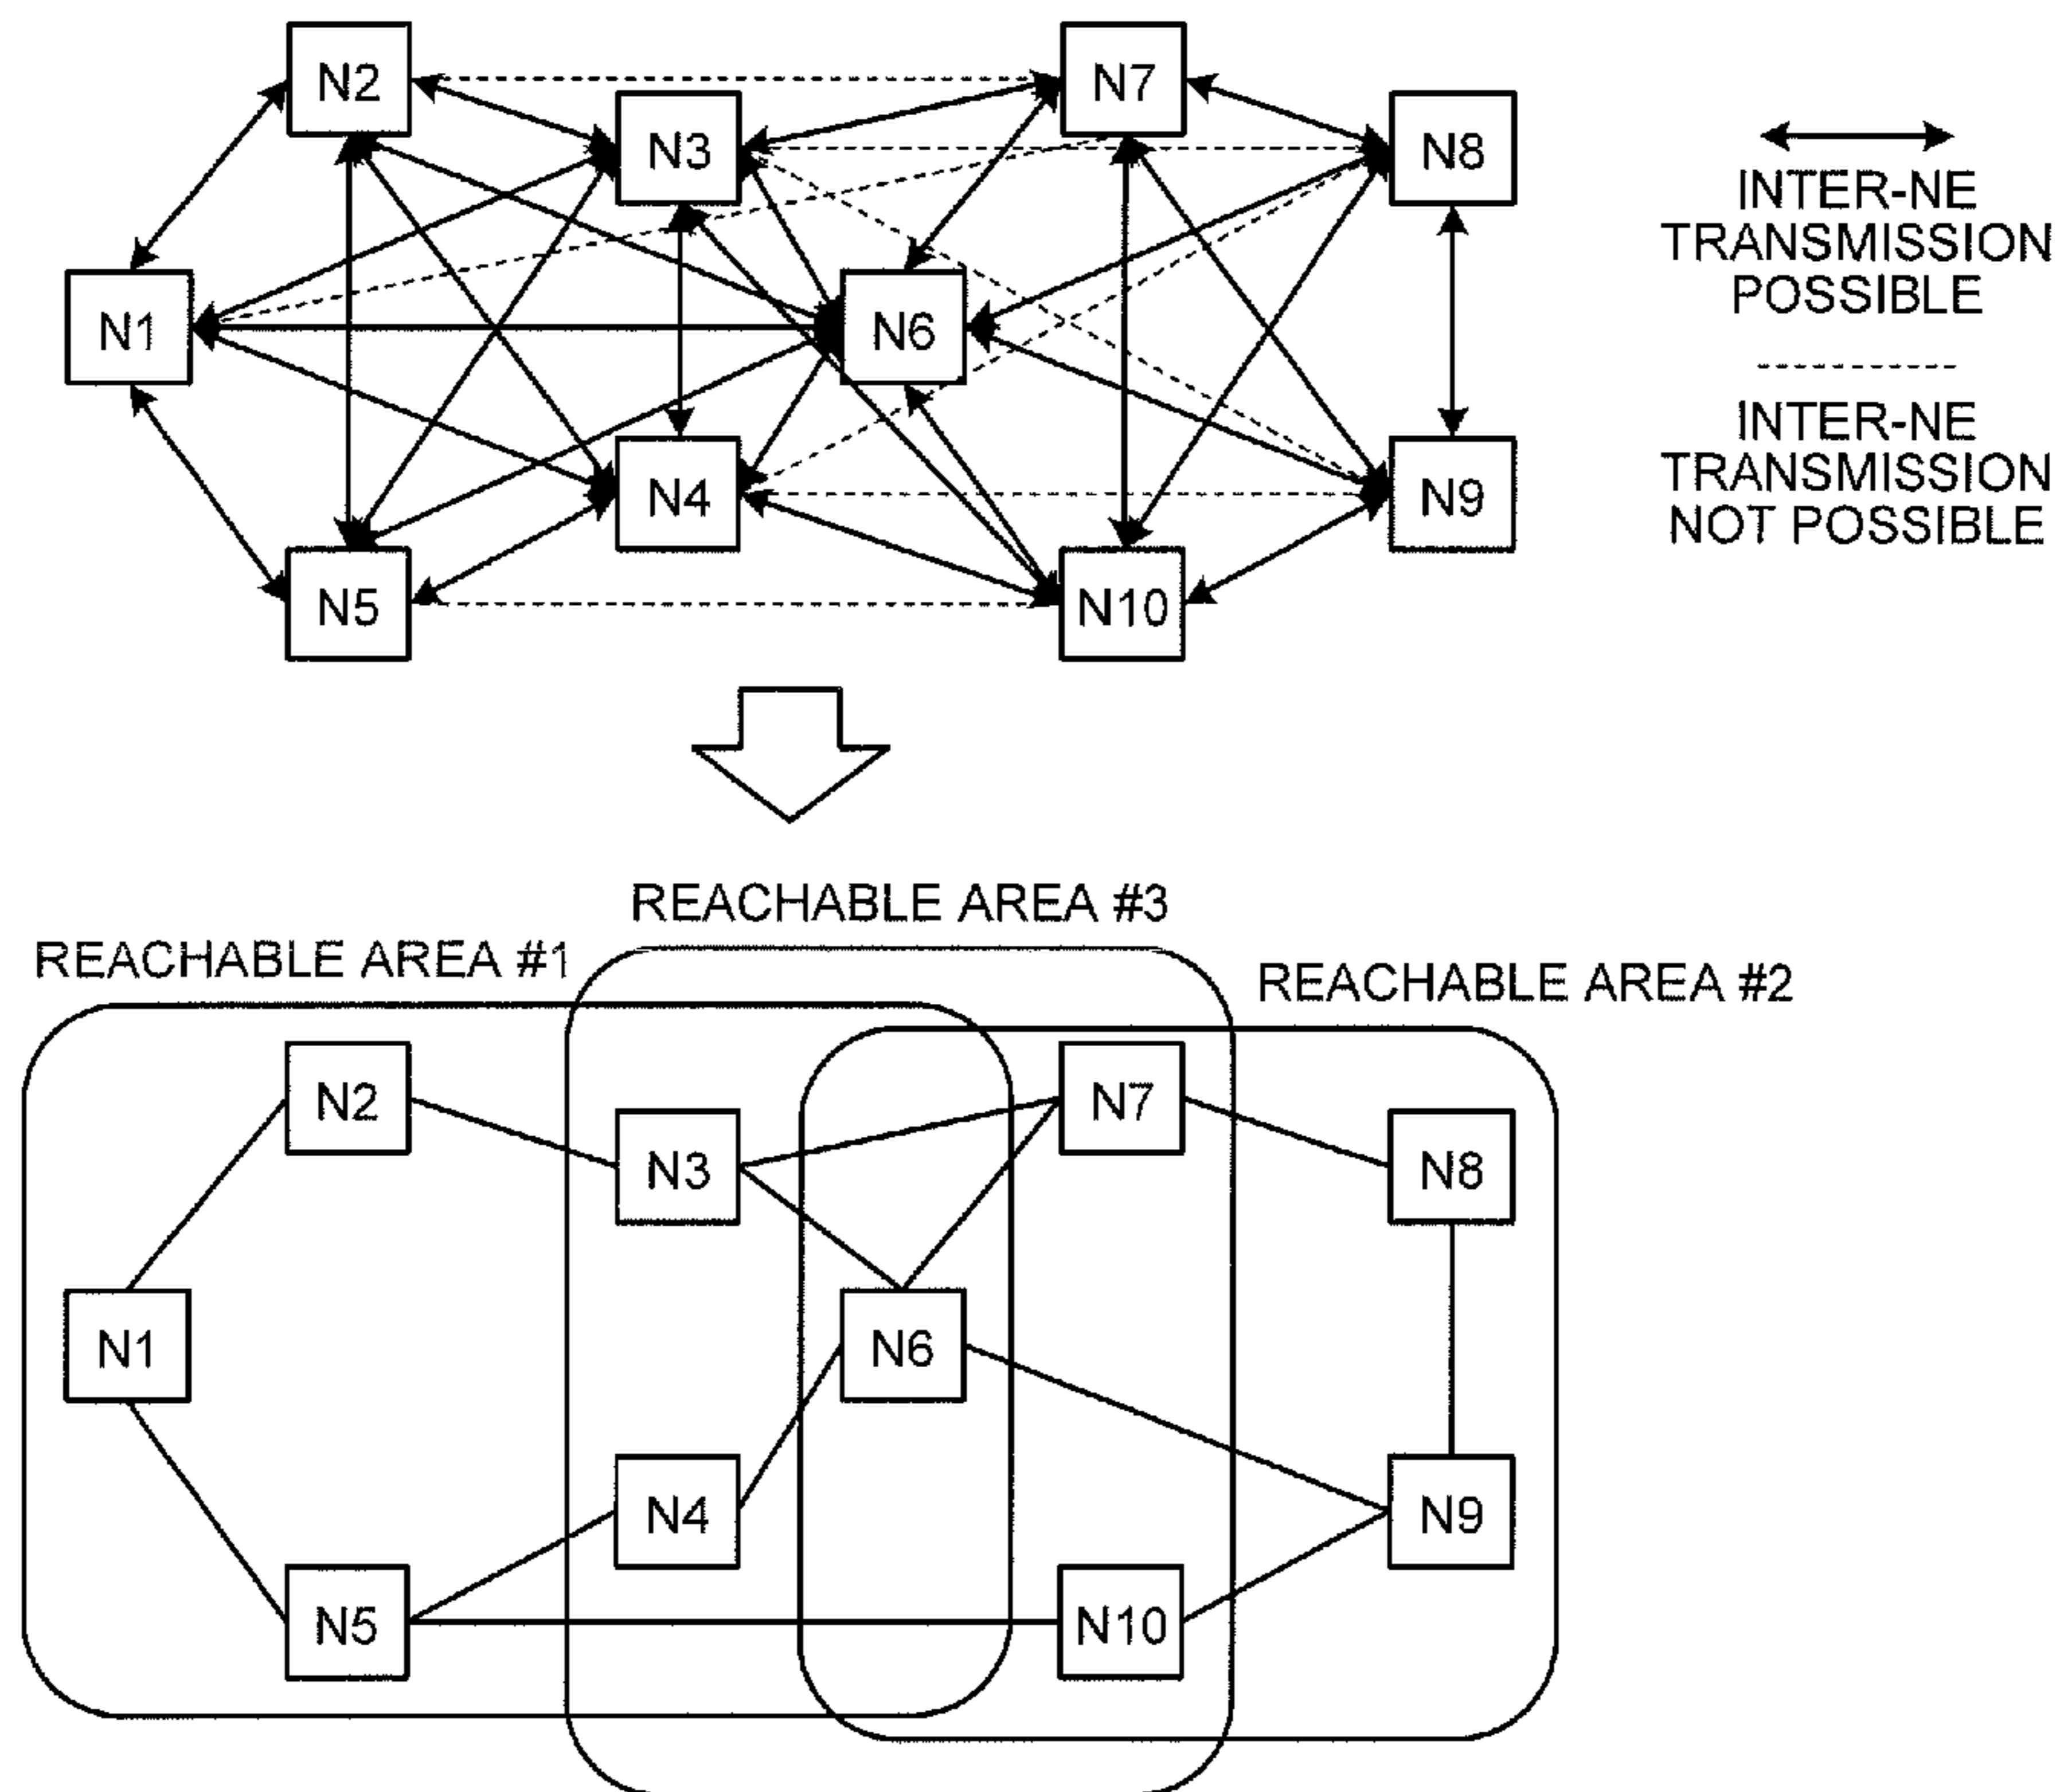 N2
N7
N3
N8
N1
N6
N4
N9
N5
N10
INTER-NE
TRANSMISSION
POSSIBLE
INTER-NE
TRANSMISSION
NOT POSSIBLE
REACHABLE AREA #3
REACHABLE AREA #1
REACHABLE AREA #2
N2
N7
N3
N8
N1
N6
N4
N9
N5
N10